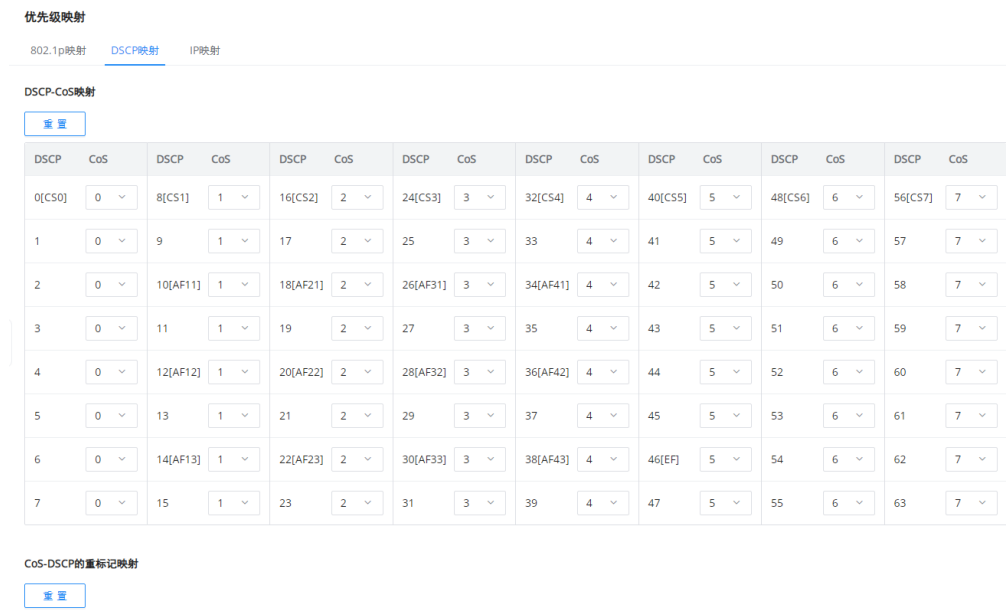 优先级映射
802.1p映射 DSCP映射 IP映射
DSCP-CoS映射
重置
DSCP CoS DSCP CoS DSCP CoS DSCP CoS DSCP CoS DSCP CoS DSCP CoS DSCP CoS
0[CS0] 0 8[CS1] 1 16[CS2] 2 24[CS3] 3 32[CS4] 4 40[CS5] 5 48[CS6] 6 56[CS7] 7
1 0 9 1 17 2 25 3 33 4 41 5 49 6 57 7
2 0 10[AF11] 1 18[AF21] 2 26[AF31] 3 34[AF41] 4 42 5 50 6 58 7
3 0 11 1 19 2 27 3 35 4 43 5 51 6 59 7
4 0 12[AF12] 1 20[AF22] 2 28[AF32] 3 36[AF42] 4 44 5 52 6 60 7
5 0 13 1 21 2 29 3 37 4 45 5 53 6 61 7
6 0 14[AF13] 1 22[AF23] 2 30[AF33] 3 38[AF43] 4 46[EF] 5 54 6 62 7
7 0 15 1 23 2 31 3 39 4 47 5 55 6 63 7
CoS-DSCP的重标记映射
重置